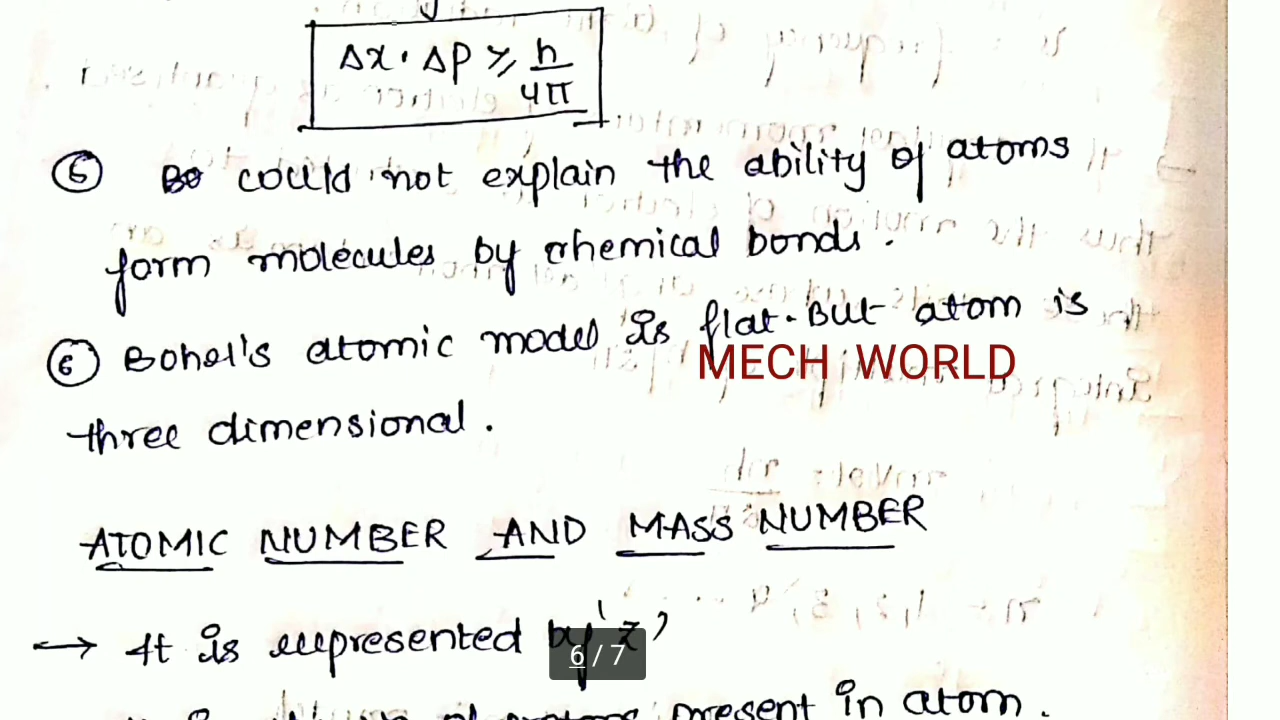 Δx . Δp ⩾ h
4π
⑤ Bo could not explain the ability of atoms
form molecules by chemical bonds.
⑥ Bohol's atomic model is flat. But atom is
MECH WORLD
three dimensional.
ATOMIC NUMBER AND MASS NUMBER
→ It is represented by 'z'
6 / 7
present in atom.